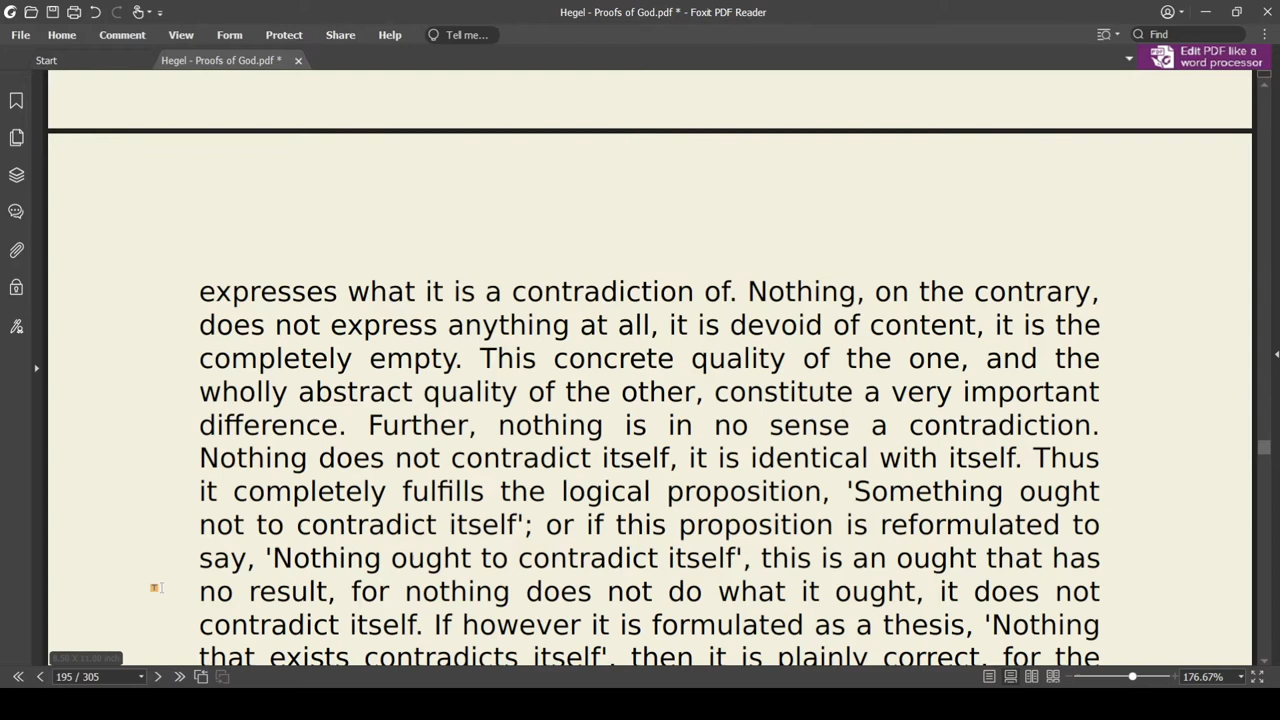 Hegel - Proofs of God.pdf * - Foxit PDF Reader
File Home Comment View Form Protect Share Help Tell me... Find
Start Hegel - Proofs of God.pdf * Edit PDF like a
word processor
expresses what it is a contradiction of. Nothing, on the contrary,
does not express anything at all, it is devoid of content, it is the
completely empty. This concrete quality of the one, and the
wholly abstract quality of the other, constitute a very important
difference. Further, nothing is in no sense a contradiction.
Nothing does not contradict itself, it is identical with itself. Thus
it completely fulfills the logical proposition, 'Something ought
not to contradict itself'; or if this proposition is reformulated to
say, 'Nothing ought to contradict itself', this is an ought that has
no result, for nothing does not do what it ought, it does not
contradict itself. If however it is formulated as a thesis, 'Nothing
that exists contradicts itself', then it is plainly correct, for the
8.50 X 11.00 inch
195 / 305 176.67%